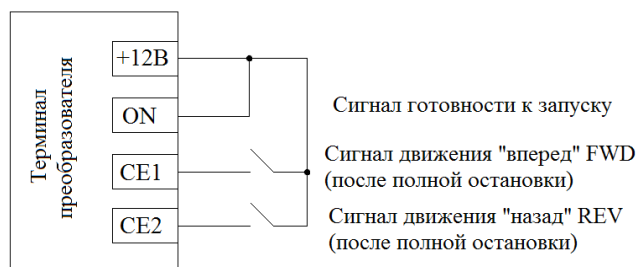 Терминал
преобразователя
+12В
ON
CE1
CE2
Сигнал готовности к запуску
Сигнал движения "вперед" FWD
(после полной остановки)
Сигнал движения "назад" REV
(после полной остановки)